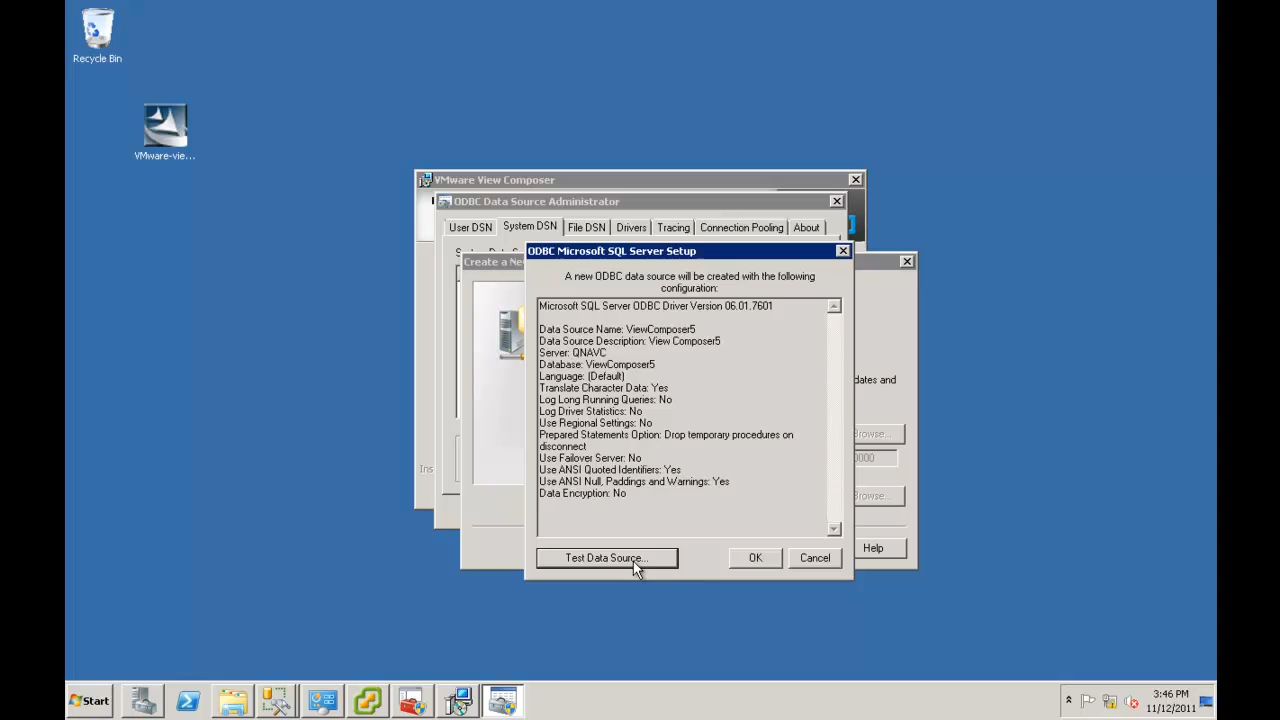 Recycle Bin
VMware-vie...
VMware View Composer
ODBC Data Source Administrator
User DSN
System DSN
File DSN
Drivers
Tracing
Connection Pooling
About
Create a Ne
ODBC Microsoft SQL Server Setup
A new ODBC data source will be created with the following
configuration:
Microsoft SQL Server ODBC Driver Version 06.01.7601
Data Source Name: ViewComposer5
Data Source Description: View Composer5
Server: QNAVC
Database: ViewComposer5
Language: (Default)
Translate Character Data: Yes
Log Long Running Queries: No
Log Driver Statistics: No
Use Regional Settings: No
Prepared Statements Option: Drop temporary procedures on
disconnect
Use Failover Server: No
Use ANSI Quoted Identifiers: Yes
Use ANSI Null, Paddings and Warnings: Yes
Data Encryption: No
dates and
Browse...
0000
Ins
Browse...
Test Data Source...
OK
Cancel
Help
Start
3:46 PM
11/12/2011